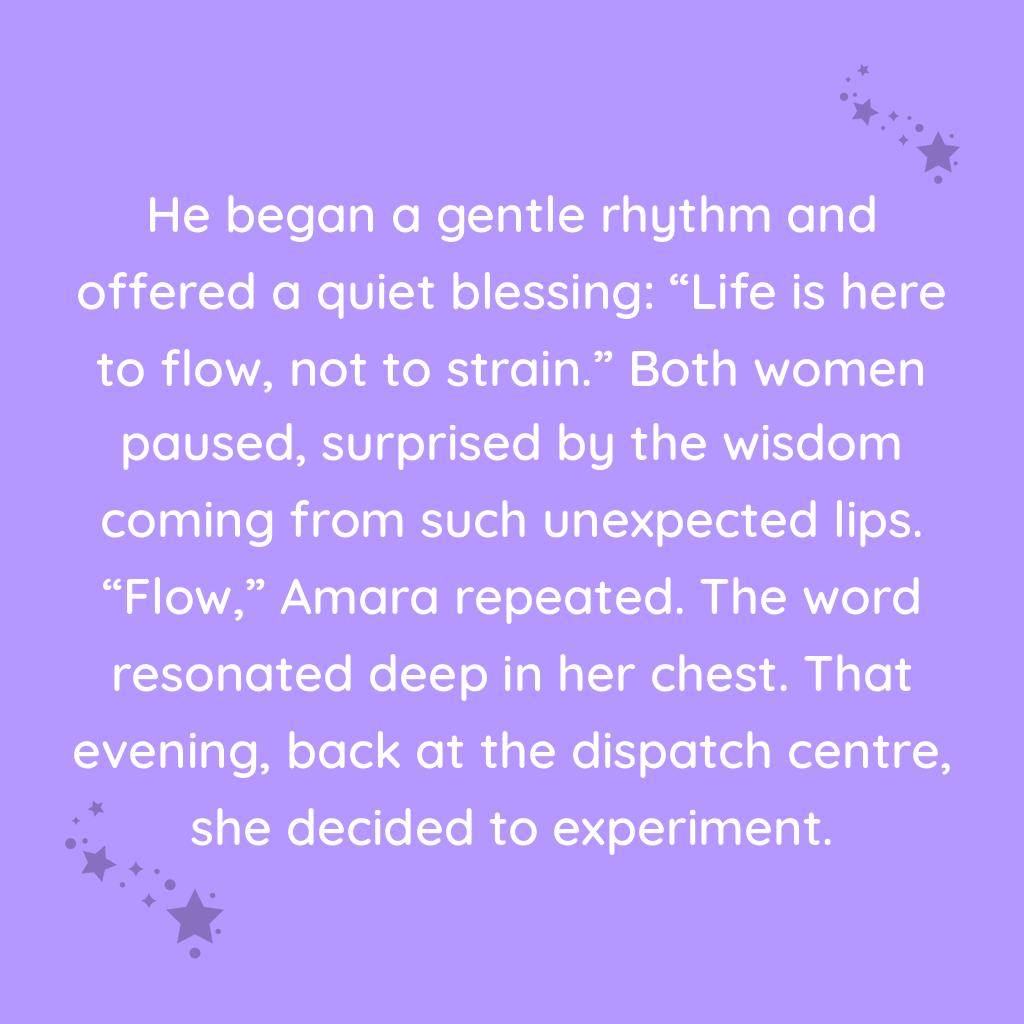 He began a gentle rhythm and
offered a quiet blessing: “Life is here
to flow, not to strain.” Both women
paused, surprised by the wisdom
coming from such unexpected lips.
“Flow,” Amara repeated. The word
resonated deep in her chest. That
evening, back at the dispatch centre,
she decided to experiment.